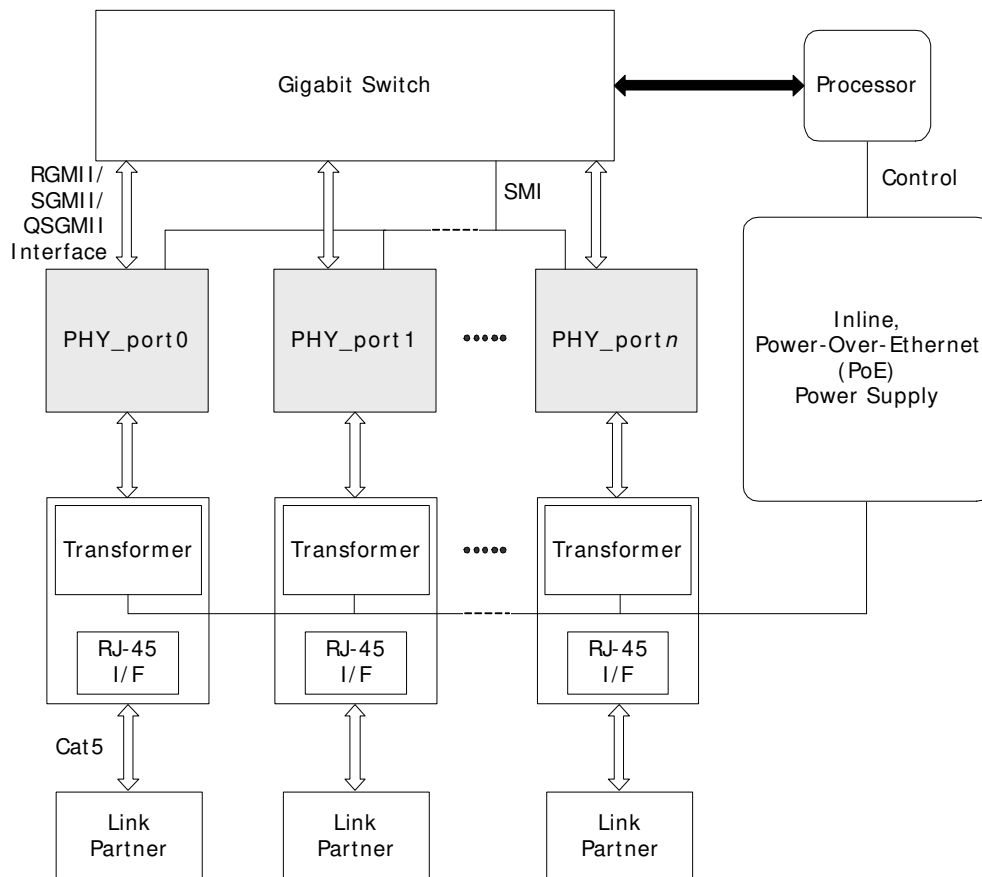 Gigabit Switch
Processor
RGMII/
SGMII/
QSGMII
Interface
SMI
Control
PHY_port0
PHY_port1
PHY_portn
Inline,
Power-Over-Ethernet
(PoE)
Power Supply
Transformer
Transformer
Transformer
RJ-45
I/F
RJ-45
I/F
RJ-45
I/F
Cat5
Link
Partner
Link
Partner
Link
Partner